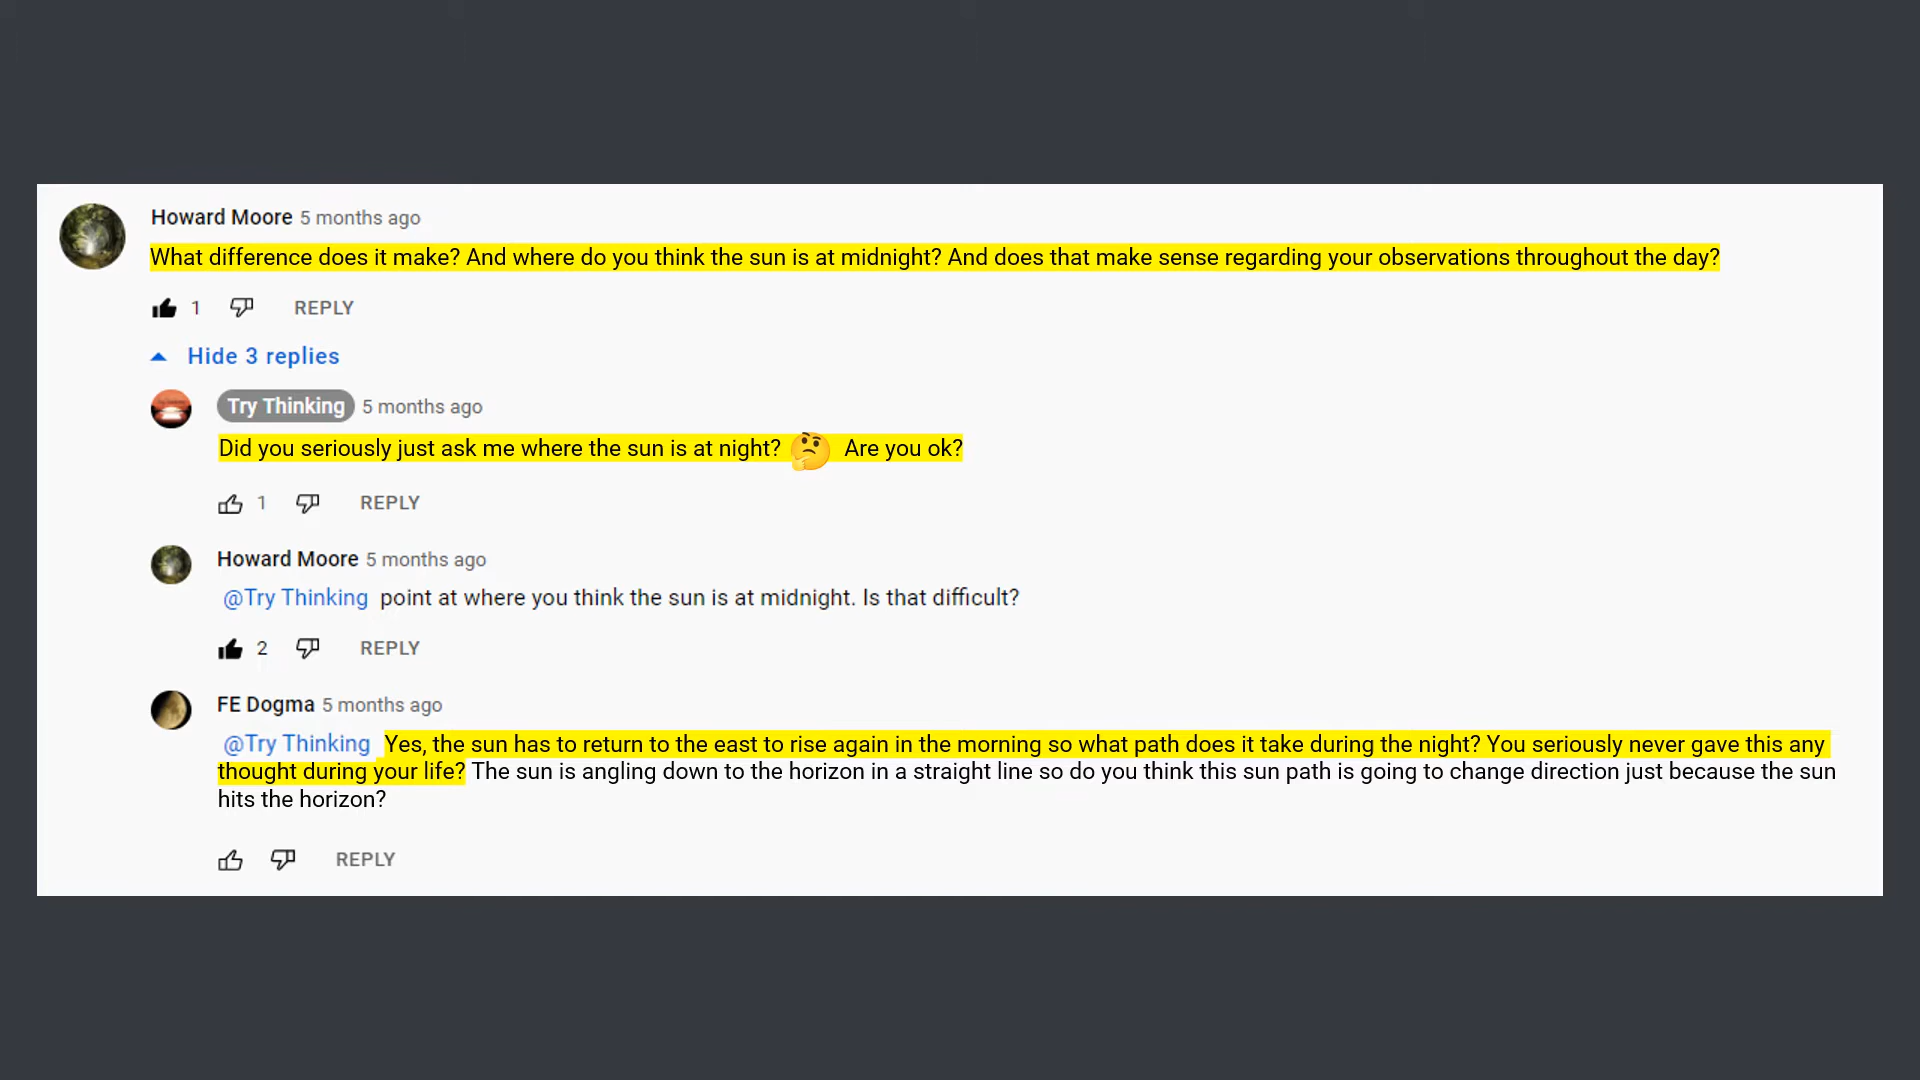 Howard Moore 5 months ago
What difference does it make? And where do you think the sun is at midnight? And does that make sense regarding your observations throughout the day?
1 REPLY
Hide 3 replies
Try Thinking 5 months ago
Did you seriously just ask me where the sun is at night? 🤔 Are you ok?
1 REPLY
Howard Moore 5 months ago
@Try Thinking point at where you think the sun is at midnight. Is that difficult?
2 REPLY
FE Dogma 5 months ago
@Try Thinking Yes, the sun has to return to the east to rise again in the morning so what path does it take during the night? You seriously never gave this any
thought during your life? The sun is angling down to the horizon in a straight line so do you think this sun path is going to change direction just because the sun
hits the horizon?
REPLY